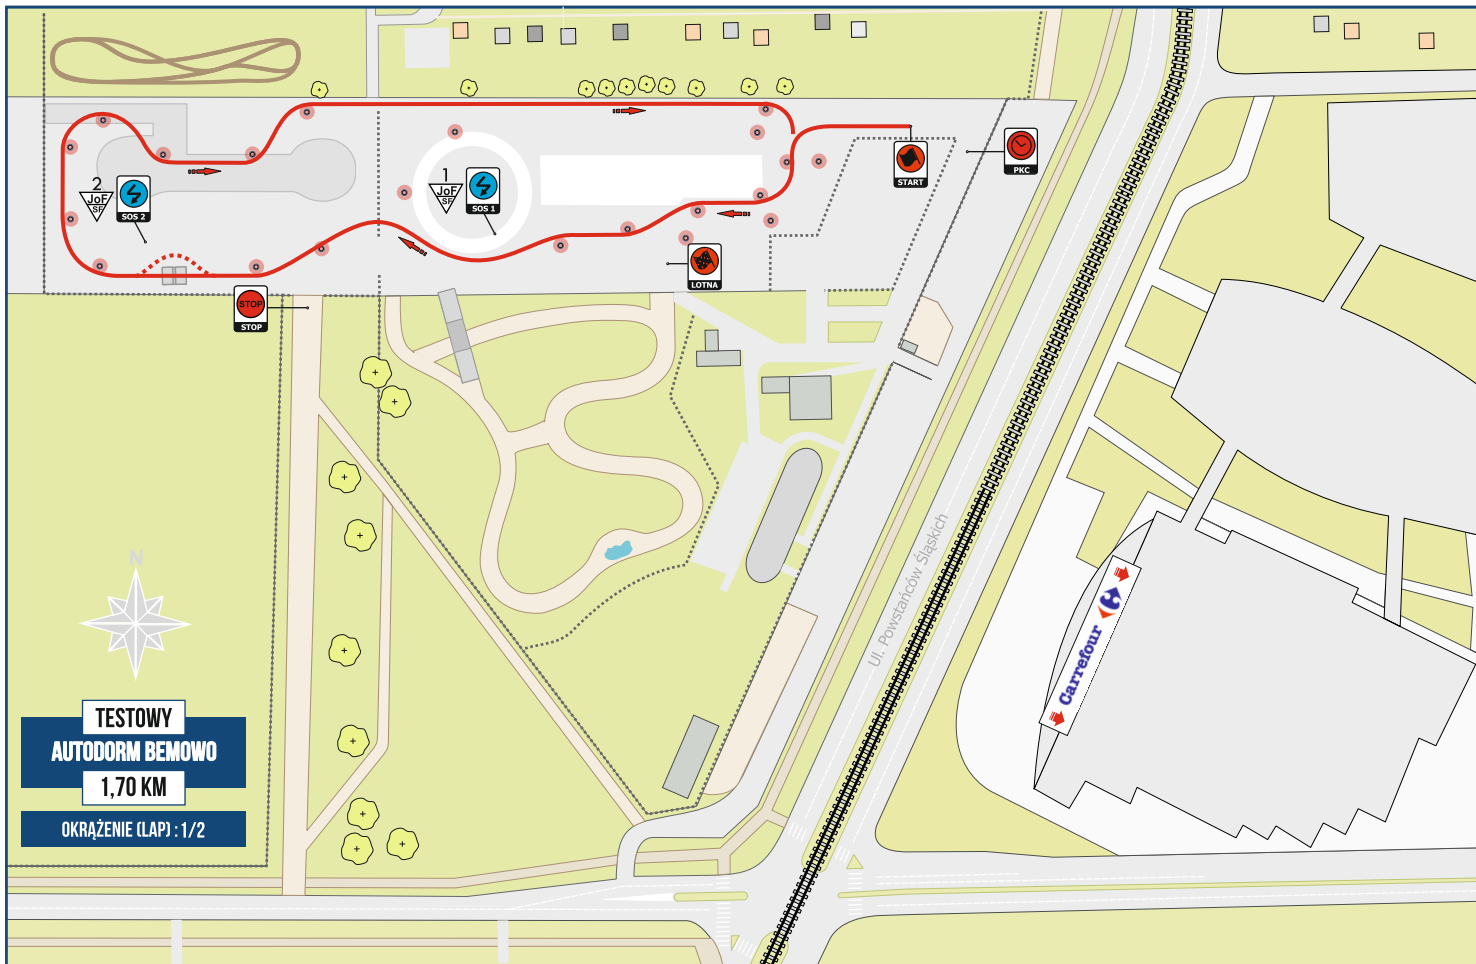 PKC
START
1
JoF
SF
SOS 1
2
JoF
SF
SOS 2
LOTNA
STOP
STOP
Ul. Powstańców Śląskich
Carrefour
N
TESTOWY
AUTODORM BEMOWO
1,70 KM
OKRĄŻENIE (LAP) : 1/2